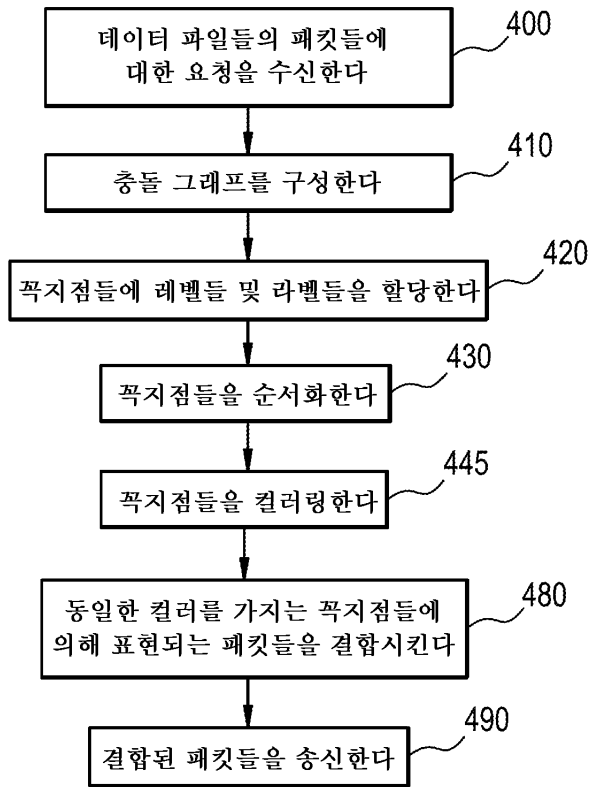 데이터 파일들의 패킷들에
대한 요청을 수신한다
400
충돌 그래프를 구성한다
410
꼭지점들에 레벨들 및 라벨들을 할당한다
420
꼭지점들을 순서화한다
430
꼭지점들을 컬러링한다
445
동일한 컬러를 가지는 꼭지점들에
의해 표현되는 패킷들을 결합시킨다
480
결합된 패킷들을 송신한다
490